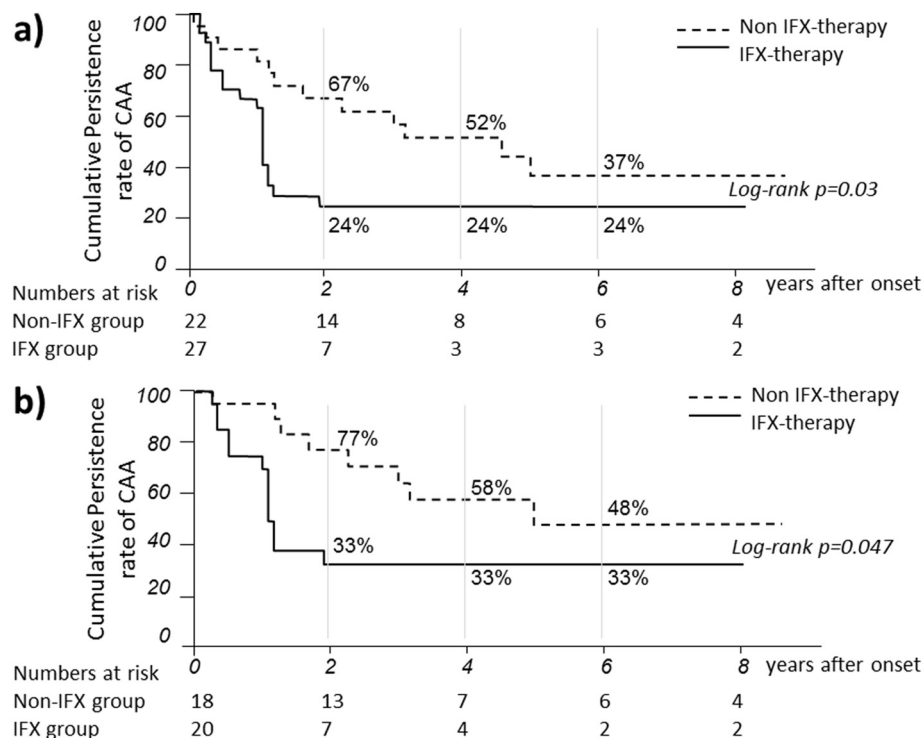 a)
Non IFX-therapy
IFX-therapy
Cumulative Persistence
rate of CAA
100
80
60
40
20
0
67%
52%
37%
Log-rank p=0.03
24%
24%
24%
0 2 4 6 8 years after onset
Numbers at risk
Non-IFX group 22 14 8 6 4
IFX group 27 7 3 3 2
b)
Non IFX-therapy
IFX-therapy
Cumulative Persistence
rate of CAA
100
80
60
40
20
0
77%
58%
48%
Log-rank p=0.047
33%
33%
33%
0 2 4 6 8 years after onset
Numbers at risk
Non-IFX group 18 13 7 6 4
IFX group 20 7 4 2 2